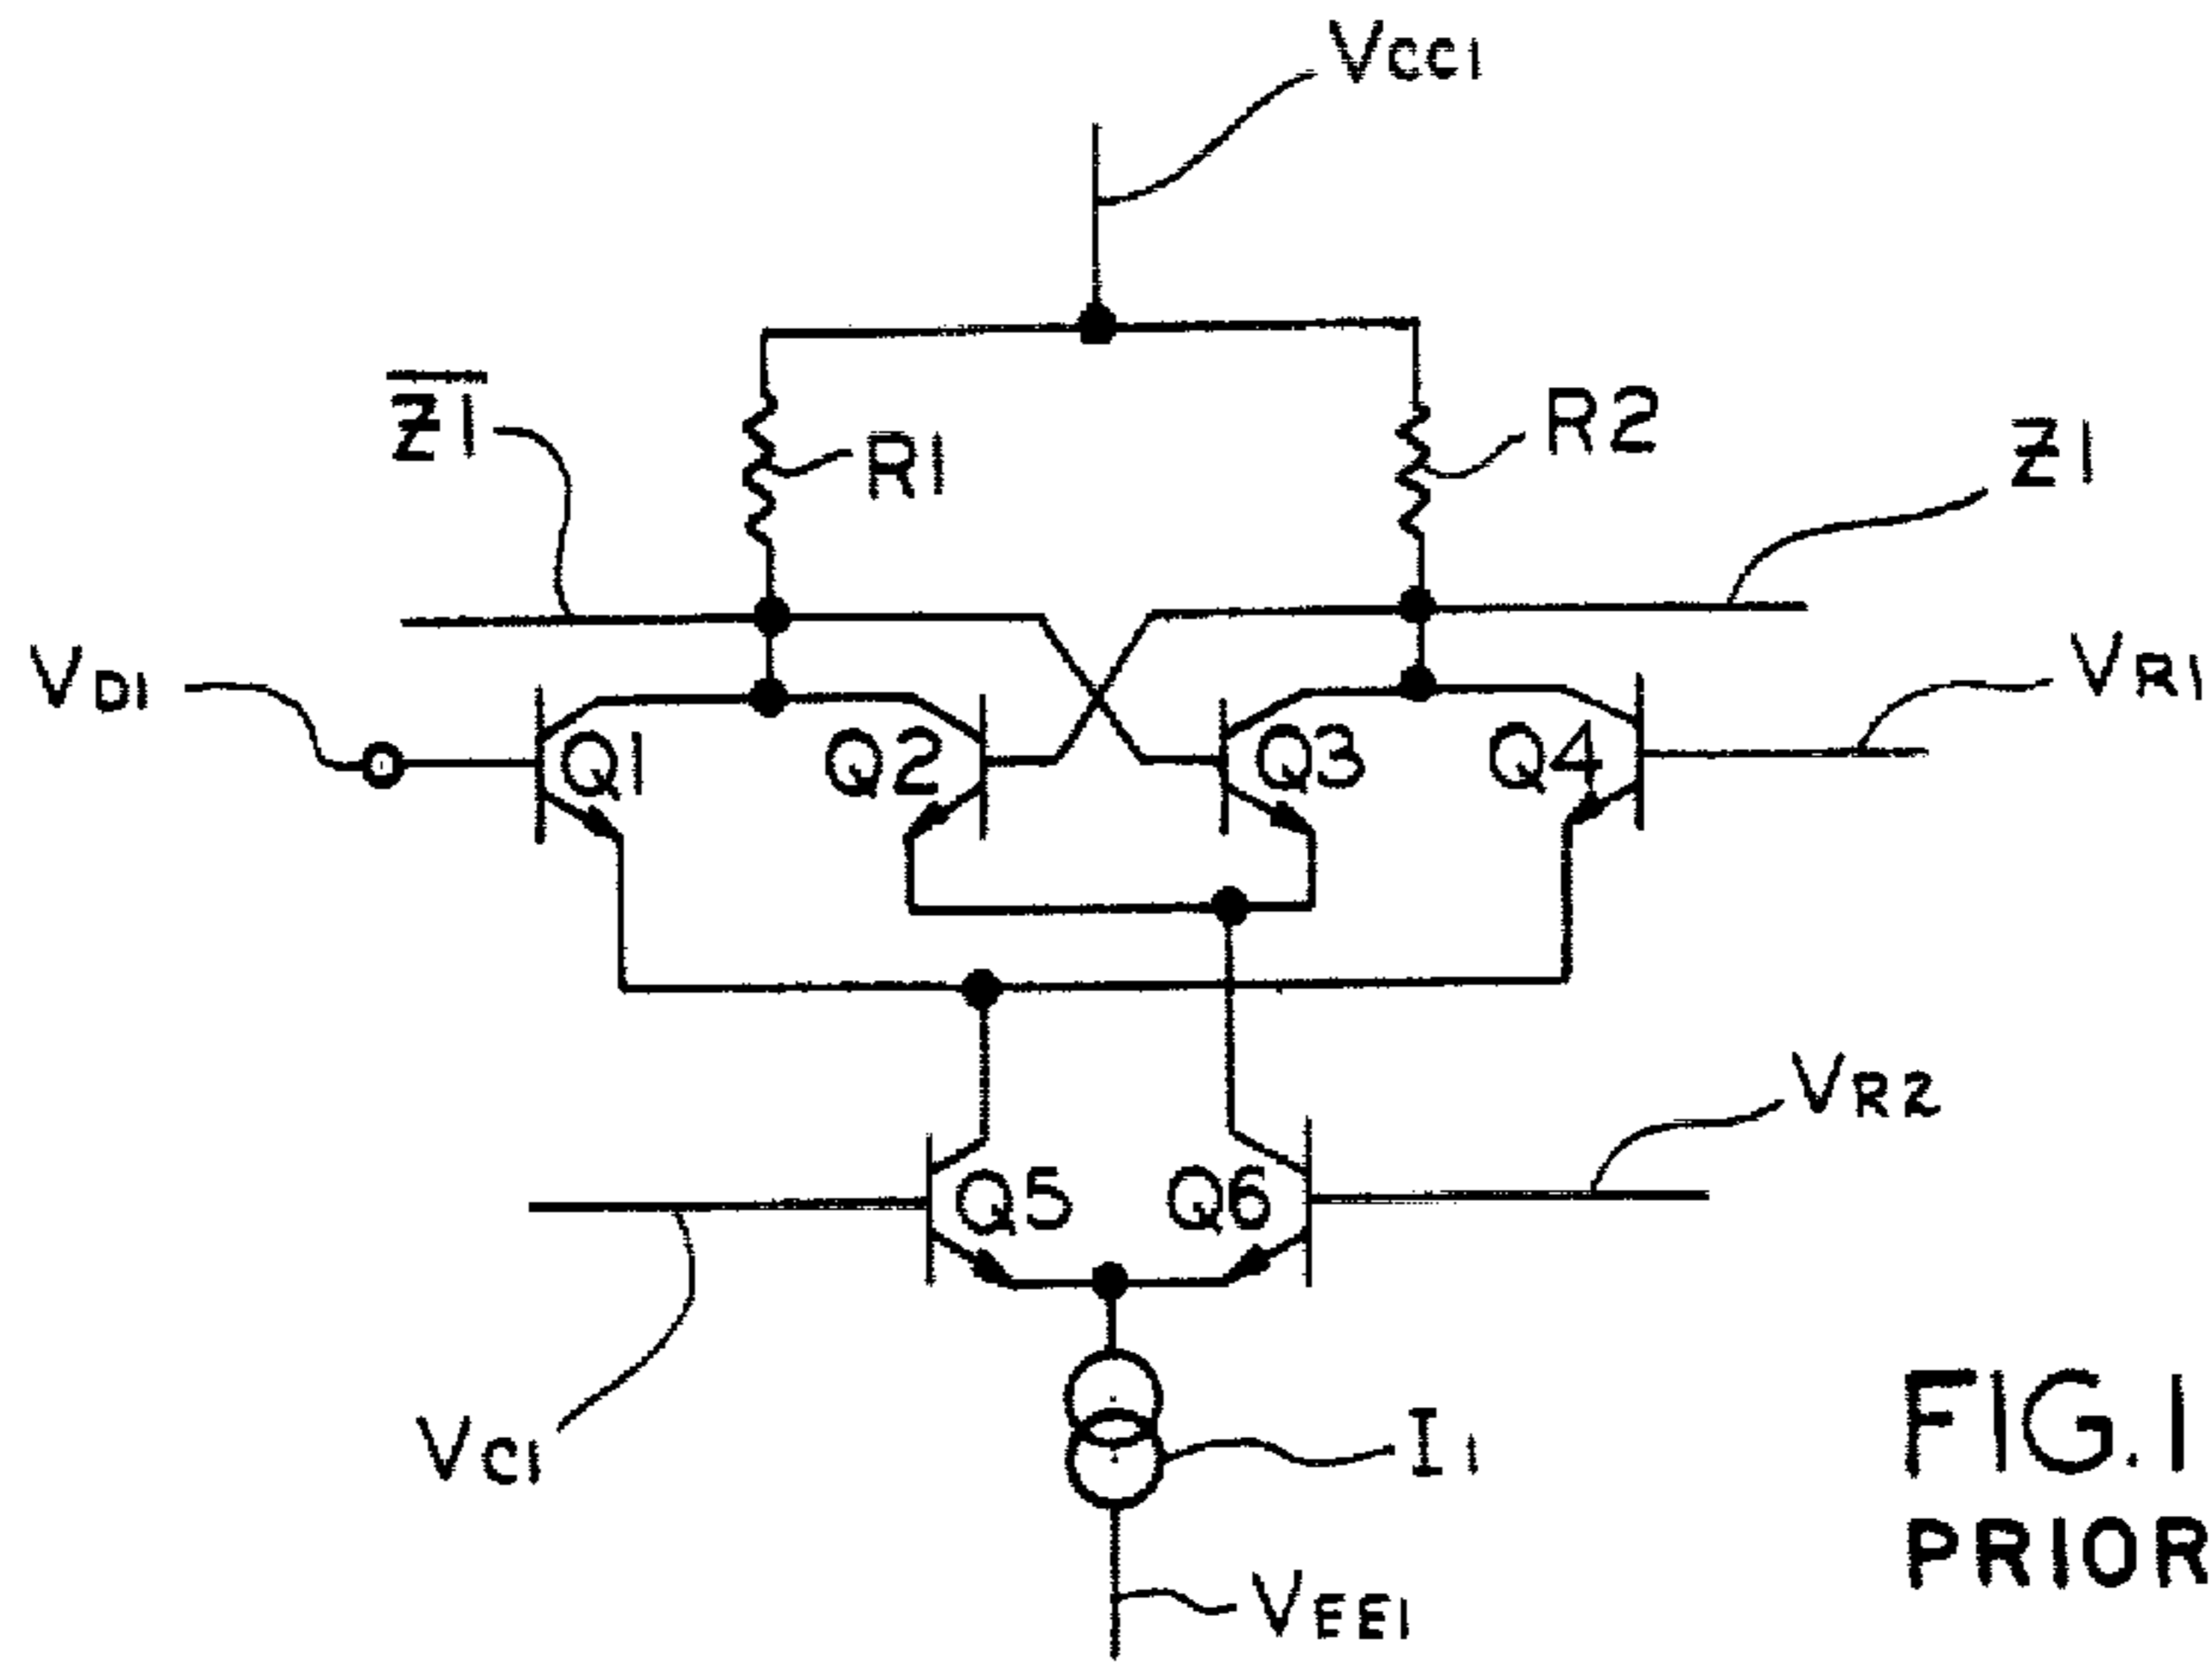 VCC1
Z1
R1
R2
Z1
VD1
VR1
Q1
Q2
Q3
Q4
VR2
Q5
Q6
VC1
I1
FIG.1
PRIOR
VEE1